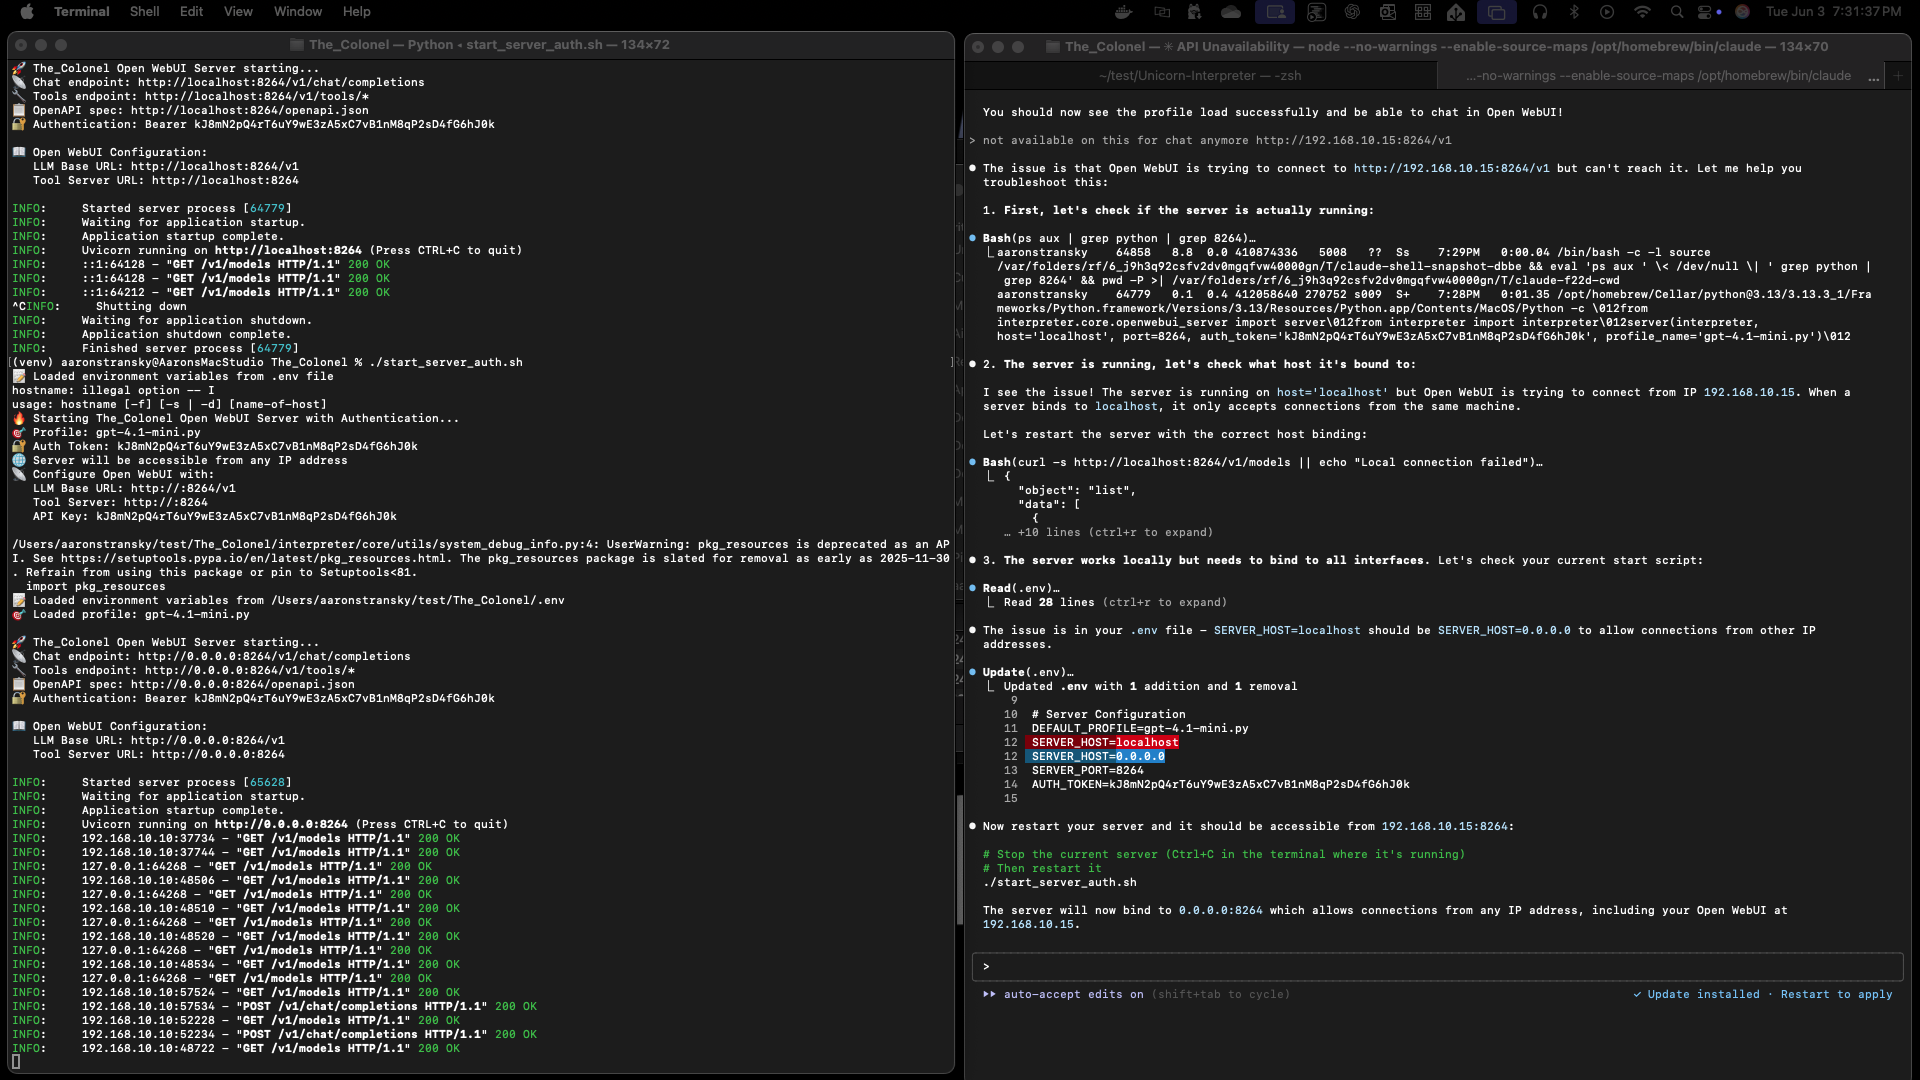 Terminal Shell Edit View Window Help
Tue Jun 3 7:31:37 PM
The_Colonel — Python ◂ start_server_auth.sh — 134×72
🚀 The_Colonel Open WebUI Server starting...
📡 Chat endpoint: http://localhost:8264/v1/chat/completions
🔧 Tools endpoint: http://localhost:8264/v1/tools/*
📋 OpenAPI spec: http://localhost:8264/openapi.json
🔐 Authentication: Bearer kJ8mN2pQ4rT6uY9wE3zA5xC7vB1nM8qP2sD4fG6hJ0k
📖 Open WebUI Configuration:
LLM Base URL: http://localhost:8264/v1
Tool Server URL: http://localhost:8264
INFO: Started server process [64779]
INFO: Waiting for application startup.
INFO: Application startup complete.
INFO: Uvicorn running on http://localhost:8264 (Press CTRL+C to quit)
INFO: ::1:64128 - "GET /v1/models HTTP/1.1" 200 OK
INFO: ::1:64212 - "GET /v1/models HTTP/1.1" 200 OK
INFO: ::1:64212 - "GET /v1/models HTTP/1.1" 200 OK
^CINFO: Shutting down
INFO: Waiting for application shutdown.
INFO: Application shutdown complete.
INFO: Finished server process [64779]
[(venv) aaronstransky@AaronsMacStudio The_Colonel % ./start_server_auth.sh ]
📝 Loaded environment variables from .env file
hostname: illegal option -- I
usage: hostname [-f] [-s | -d] [name-of-host]
🔥 Starting The_Colonel Open WebUI Server with Authentication...
🎯 Profile: gpt-4.1-mini.py
🔐 Auth Token: kJ8mN2pQ4rT6uY9wE3zA5xC7vB1nM8qP2sD4fG6hJ0k
🌐 Server will be accessible from any IP address
📡 Configure Open WebUI with:
LLM Base URL: http://:8264/v1
Tool Server: http://:8264
API Key: kJ8mN2pQ4rT6uY9wE3zA5xC7vB1nM8qP2sD4fG6hJ0k
/Users/aaronstransky/test/The_Colonel/interpreter/core/utils/system_debug_info.py:4: UserWarning: pkg_resources is deprecated as an AP
I. See https://setuptools.pypa.io/en/latest/pkg_resources.html. The pkg_resources package is slated for removal as early as 2025-11-30
. Refrain from using this package or pin to Setuptools<81.
import pkg_resources
📝 Loaded environment variables from /Users/aaronstransky/test/The_Colonel/.env
🎯 Loaded profile: gpt-4.1-mini.py
🚀 The_Colonel Open WebUI Server starting...
📡 Chat endpoint: http://0.0.0.0:8264/v1/chat/completions
🔧 Tools endpoint: http://0.0.0.0:8264/v1/tools/*
📋 OpenAPI spec: http://0.0.0.0:8264/openapi.json
🔐 Authentication: Bearer kJ8mN2pQ4rT6uY9wE3zA5xC7vB1nM8qP2sD4fG6hJ0k
📖 Open WebUI Configuration:
LLM Base URL: http://0.0.0.0:8264/v1
Tool Server URL: http://0.0.0.0:8264
INFO: Started server process [65628]
INFO: Waiting for application startup.
INFO: Application startup complete.
INFO: Uvicorn running on http://0.0.0.0:8264 (Press CTRL+C to quit)
INFO: 192.168.10.10:37734 - "GET /v1/models HTTP/1.1" 200 OK
INFO: 192.168.10.10:37744 - "GET /v1/models HTTP/1.1" 200 OK
INFO: 127.0.0.1:64268 - "GET /v1/models HTTP/1.1" 200 OK
INFO: 192.168.10.10:48506 - "GET /v1/models HTTP/1.1" 200 OK
INFO: 127.0.0.1:64268 - "GET /v1/models HTTP/1.1" 200 OK
INFO: 192.168.10.10:48510 - "GET /v1/models HTTP/1.1" 200 OK
INFO: 127.0.0.1:64268 - "GET /v1/models HTTP/1.1" 200 OK
INFO: 192.168.10.10:48520 - "GET /v1/models HTTP/1.1" 200 OK
INFO: 127.0.0.1:64268 - "GET /v1/models HTTP/1.1" 200 OK
INFO: 192.168.10.10:48534 - "GET /v1/models HTTP/1.1" 200 OK
INFO: 127.0.0.1:64268 - "GET /v1/models HTTP/1.1" 200 OK
INFO: 192.168.10.10:57524 - "GET /v1/models HTTP/1.1" 200 OK
INFO: 192.168.10.10:57534 - "POST /v1/chat/completions HTTP/1.1" 200 OK
INFO: 192.168.10.10:52228 - "GET /v1/models HTTP/1.1" 200 OK
INFO: 192.168.10.10:52234 - "POST /v1/chat/completions HTTP/1.1" 200 OK
INFO: 192.168.10.10:48722 - "GET /v1/models HTTP/1.1" 200 OK
The_Colonel — ✳ API Unavailability — node --no-warnings --enable-source-maps /opt/homebrew/bin/claude — 134×70
~/test/Unicorn-Interpreter — -zsh
...-no-warnings --enable-source-maps /opt/homebrew/bin/claude ... +
You should now see the profile load successfully and be able to chat in Open WebUI!
> not available on this for chat anymore http://192.168.10.15:8264/v1
● The issue is that Open WebUI is trying to connect to http://192.168.10.15:8264/v1 but can't reach it. Let me help you
troubleshoot this:
1. First, let's check if the server is actually running:
● Bash(ps aux | grep python | grep 8264)…
⎿ aaronstransky 64858 8.8 0.0 410874336 5008 ?? Ss 7:29PM 0:00.04 /bin/bash -c -l source
/var/folders/rf/6_j9h3q92csfv2dv0mgqfvw40000gn/T/claude-shell-snapshot-dbbe && eval 'ps aux ' \< /dev/null \| ' grep python |
grep 8264' && pwd -P >| /var/folders/rf/6_j9h3q92csfv2dv0mgqfvw40000gn/T/claude-f22d-cwd
aaronstransky 64779 0.1 0.4 412058640 270752 s009 S+ 7:28PM 0:01.35 /opt/homebrew/Cellar/python@3.13/3.13.3_1/Fra
meworks/Python.framework/Versions/3.13/Resources/Python.app/Contents/MacOS/Python -c \012from
interpreter.core.openwebui_server import server\012from interpreter import interpreter\012server(interpreter,
host='localhost', port=8264, auth_token='kJ8mN2pQ4rT6uY9wE3zA5xC7vB1nM8qP2sD4fG6hJ0k', profile_name='gpt-4.1-mini.py')\012
● 2. The server is running, let's check what host it's bound to:
I see the issue! The server is running on host='localhost' but Open WebUI is trying to connect from IP 192.168.10.15. When a
server binds to localhost, it only accepts connections from the same machine.
Let's restart the server with the correct host binding:
● Bash(curl -s http://localhost:8264/v1/models || echo "Local connection failed")…
⎿ {
"object": "list",
"data": [
{
… +10 lines (ctrl+r to expand)
● 3. The server works locally but needs to bind to all interfaces. Let's check your current start script:
● Read(.env)…
⎿ Read 28 lines (ctrl+r to expand)
● The issue is in your .env file - SERVER_HOST=localhost should be SERVER_HOST=0.0.0.0 to allow connections from other IP
addresses.
● Update(.env)…
⎿ Updated .env with 1 addition and 1 removal
9
10 # Server Configuration
11 DEFAULT_PROFILE=gpt-4.1-mini.py
12 SERVER_HOST=localhost
12 SERVER_HOST=0.0.0.0
13 SERVER_PORT=8264
14 AUTH_TOKEN=kJ8mN2pQ4rT6uY9wE3zA5xC7vB1nM8qP2sD4fG6hJ0k
15
● Now restart your server and it should be accessible from 192.168.10.15:8264:
# Stop the current server (Ctrl+C in the terminal where it's running)
# Then restart it
./start_server_auth.sh
The server will now bind to 0.0.0.0:8264 which allows connections from any IP address, including your Open WebUI at
192.168.10.15.
>
⏵⏵ auto-accept edits on (shift+tab to cycle)
✓ Update installed · Restart to apply